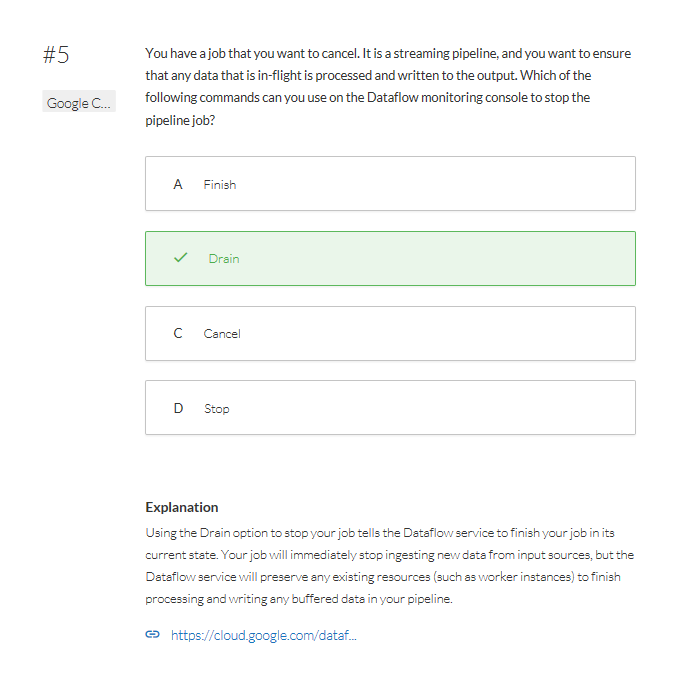 #5
Google C...
You have a job that you want to cancel. It is a streaming pipeline, and you want to ensure
that any data that is in-flight is processed and written to the output. Which of the
following commands can you use on the Dataflow monitoring console to stop the
pipeline job?
A Finish
Drain
C Cancel
D Stop
Explanation
Using the Drain option to stop your job tells the Dataflow service to finish your job in its
current state. Your job will immediately stop ingesting new data from input sources, but the
Dataflow service will preserve any existing resources (such as worker instances) to finish
processing and writing any buffered data in your pipeline.
https://cloud.google.com/dataf...